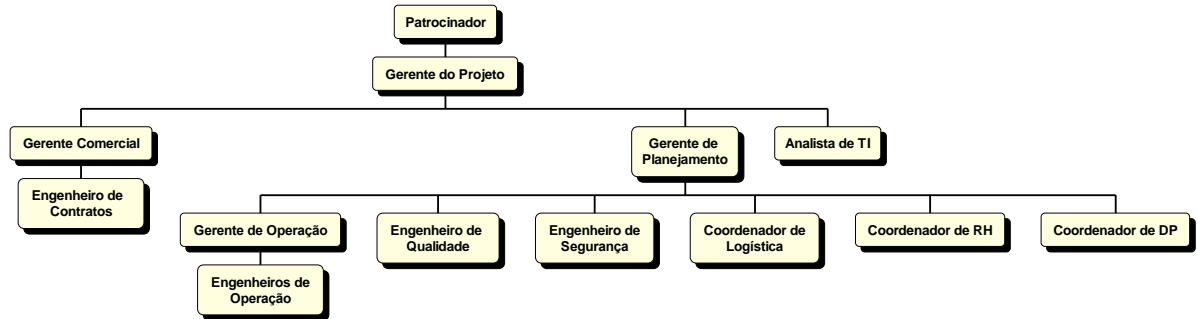 Patrocinador
Gerente do Projeto
Gerente Comercial
Gerente de
Planejamento
Analista de TI
Engenheiro de
Contratos
Gerente de Operação
Engenheiro de
Qualidade
Engenheiro de
Segurança
Coordenador de
Logística
Coordenador de RH
Coordenador de DP
Engenheiros de
Operação